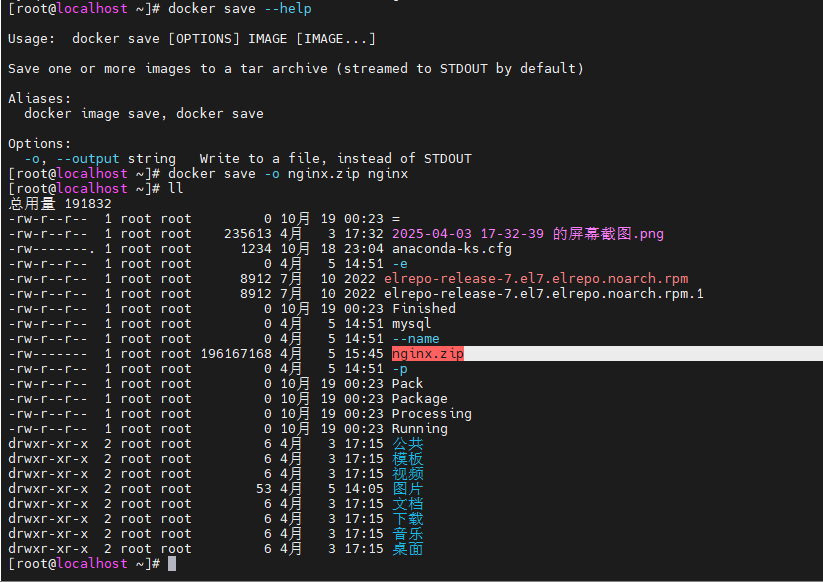 [root@localhost ~]# docker save --help
Usage:  docker save [OPTIONS] IMAGE [IMAGE...]
Save one or more images to a tar archive (streamed to STDOUT by default)
Aliases:
  docker image save, docker save
Options:
  -o, --output string   Write to a file, instead of STDOUT
[root@localhost ~]# docker save -o nginx.zip nginx
[root@localhost ~]# ll
总用量 191832
-rw-r--r--  1 root root         0 10月 19 00:23 =
-rw-r--r--  1 root root    235613 4月   3 17:32 2025-04-03 17-32-39 的屏幕截图.png
-rw-------. 1 root root      1234 10月 18 23:04 anaconda-ks.cfg
-rw-r--r--  1 root root         0 4月   5 14:51 -e
-rw-r--r--  1 root root      8912 7月  10 2022 elrepo-release-7.el7.elrepo.noarch.rpm
-rw-r--r--  1 root root      8912 7月  10 2022 elrepo-release-7.el7.elrepo.noarch.rpm.1
-rw-r--r--  1 root root         0 10月 19 00:23 Finished
-rw-r--r--  1 root root         0 4月   5 14:51 mysql
-rw-r--r--  1 root root         0 4月   5 14:51 --name
-rw-------  1 root root 196167168 4月   5 15:45 nginx.zip
-rw-r--r--  1 root root         0 4月   5 14:51 -p
-rw-r--r--  1 root root         0 10月 19 00:23 Pack
-rw-r--r--  1 root root         0 10月 19 00:23 Package
-rw-r--r--  1 root root         0 10月 19 00:23 Processing
-rw-r--r--  1 root root         0 10月 19 00:23 Running
drwxr-xr-x  2 root root         6 4月   3 17:15 公共
drwxr-xr-x  2 root root         6 4月   3 17:15 模板
drwxr-xr-x  2 root root         6 4月   3 17:15 视频
drwxr-xr-x  2 root root        53 4月   5 14:05 图片
drwxr-xr-x  2 root root         6 4月   3 17:15 文档
drwxr-xr-x  2 root root         6 4月   3 17:15 下载
drwxr-xr-x  2 root root         6 4月   3 17:15 音乐
drwxr-xr-x  2 root root         6 4月   3 17:15 桌面
[root@localhost ~]#